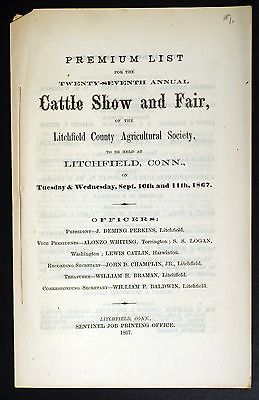 PREMIUM LIST
FOR THE
TWENTY-SEVENTH ANNUAL
Cattle Show and Fair,
OF THE
Litchfield County Agricultural Society,
TO BE HELD AT
LITCHFIELD, CONN.,
ON
Tuesday & Wednesday, Sept. 10th and 11th, 1867.
OFFICERS:
PRESIDENT—J. DEMING PERKINS, Litchfield.
VICE PRESIDENTS—ALONZO WHITING, Torrington; S. S. LOGAN,
Washington; LEWIS CATLIN, Harwinton.
RECORDING SECRETARY—JOHN D. CHAMPLIN, JR., Litchfield.
TREASURER—WILLIAM H. BRAMAN, Litchfield.
CORRESPONDING SECRETARY—WILLIAM P. BALDWIN, Litchfield.
LITCHFIELD, CONN.,
SENTINEL JOB PRINTING OFFICE.
1867.